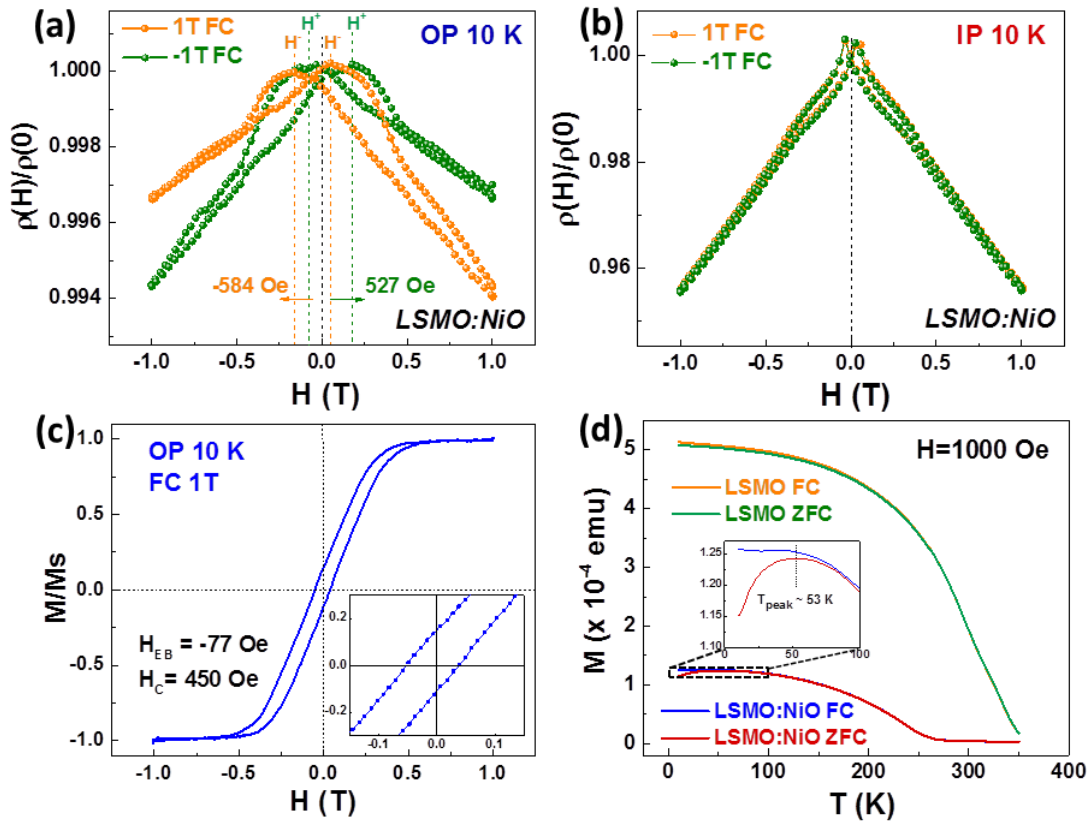 (a)
H⁻ H⁺ H⁻ H⁺
1T FC
-1T FC
OP 10 K
1.000
0.998
0.996
0.994
ρ(H)/ρ(0)
-584 Oe
527 Oe
LSMO:NiO
-1.0 -0.5 0.0 0.5 1.0
H (T)
(b)
1T FC
-1T FC
IP 10 K
1.00
0.98
0.96
ρ(H)/ρ(0)
LSMO:NiO
-1.0 -0.5 0.0 0.5 1.0
H (T)
(c)
OP 10 K
FC 1T
1.0
0.5
0.0
-0.5
-1.0
M/Ms
H_EB = -77 Oe
H_C = 450 Oe
0.2
0.0
-0.2
-0.1 0.0 0.1
-1.0 -0.5 0.0 0.5 1.0
H (T)
(d)
H=1000 Oe
LSMO FC
LSMO ZFC
5
4
3
2
1
0
M (x 10⁻⁴ emu)
1.25
1.20
1.15
1.10
T_peak ~ 53 K
0 50 100
LSMO:NiO FC
LSMO:NiO ZFC
0 100 200 300 400
T (K)